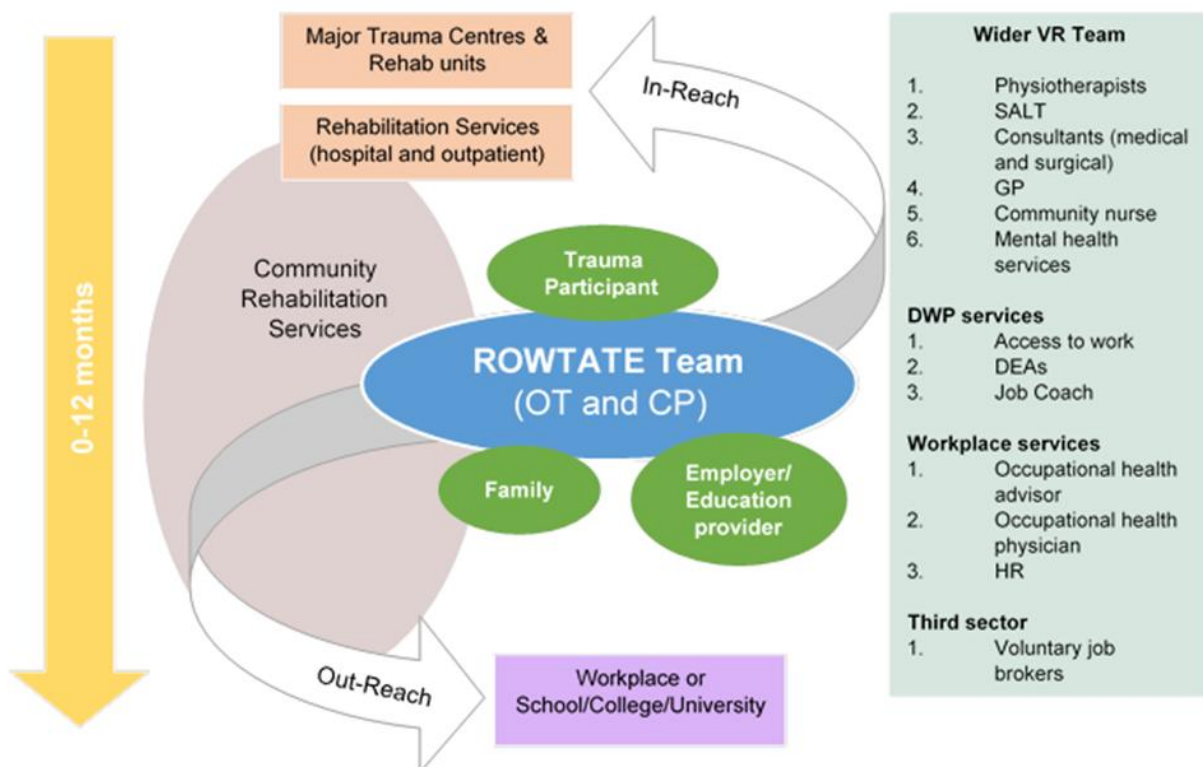 0-12 months
Major Trauma Centres &
Rehab units
Rehabilitation Services
(hospital and outpatient)
In-Reach
Community
Rehabilitation
Services
Trauma
Participant
ROWTATE Team
(OT and CP)
Family
Employer/
Education
provider
Out-Reach
Workplace or
School/College/University
Wider VR Team
1. Physiotherapists
2. SALT
3. Consultants (medical
and surgical)
4. GP
5. Community nurse
6. Mental health
services
DWP services
1. Access to work
2. DEAs
3. Job Coach
Workplace services
1. Occupational health
advisor
2. Occupational health
physician
3. HR
Third sector
1. Voluntary job
brokers